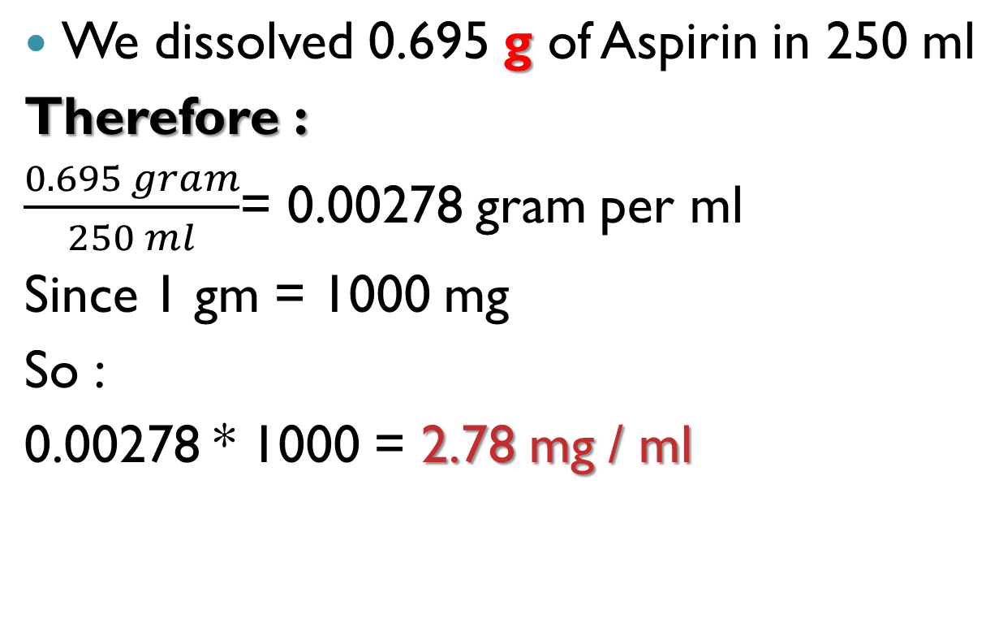 • We dissolved 0.695 g of Aspirin in 250 ml
Therefore :
0.695 gram
250 ml
= 0.00278 gram per ml
Since 1 gm = 1000 mg
So :
0.00278 * 1000 = 2.78 mg / ml